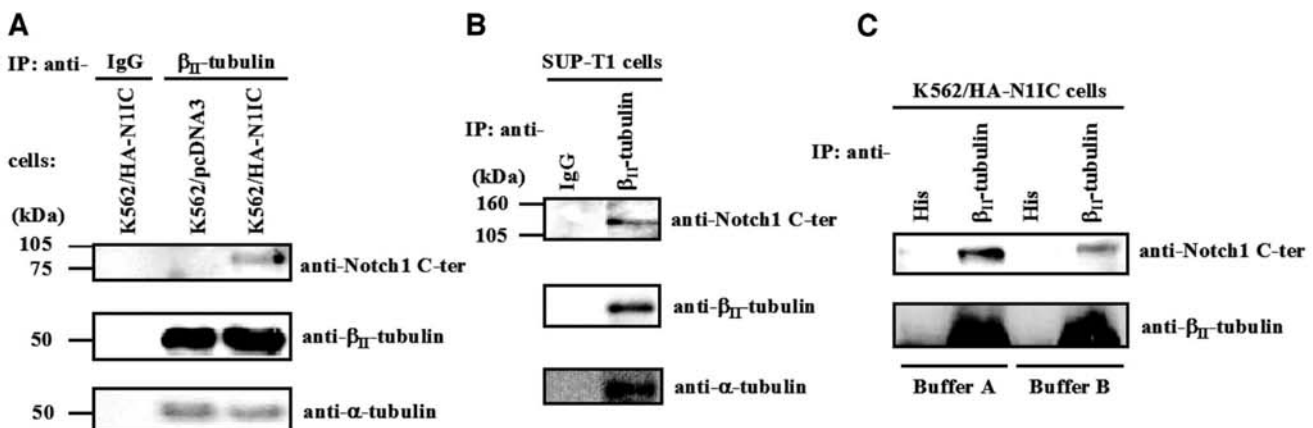 A
IP: anti- IgG βII-tubulin
cells: K562/HA-N1IC K562/pcDNA3 K562/HA-N1IC
(kDa)
105
75
anti-Notch1 C-ter
50
anti-βII-tubulin
50
anti-α-tubulin
B
SUP-T1 cells
IP: anti-
(kDa) IgG βII-tubulin
160
105
anti-Notch1 C-ter
anti-βII-tubulin
anti-α-tubulin
C
K562/HA-N1IC cells
IP: anti-
His βII-tubulin His βII-tubulin
anti-Notch1 C-ter
anti-βII-tubulin
Buffer A Buffer B